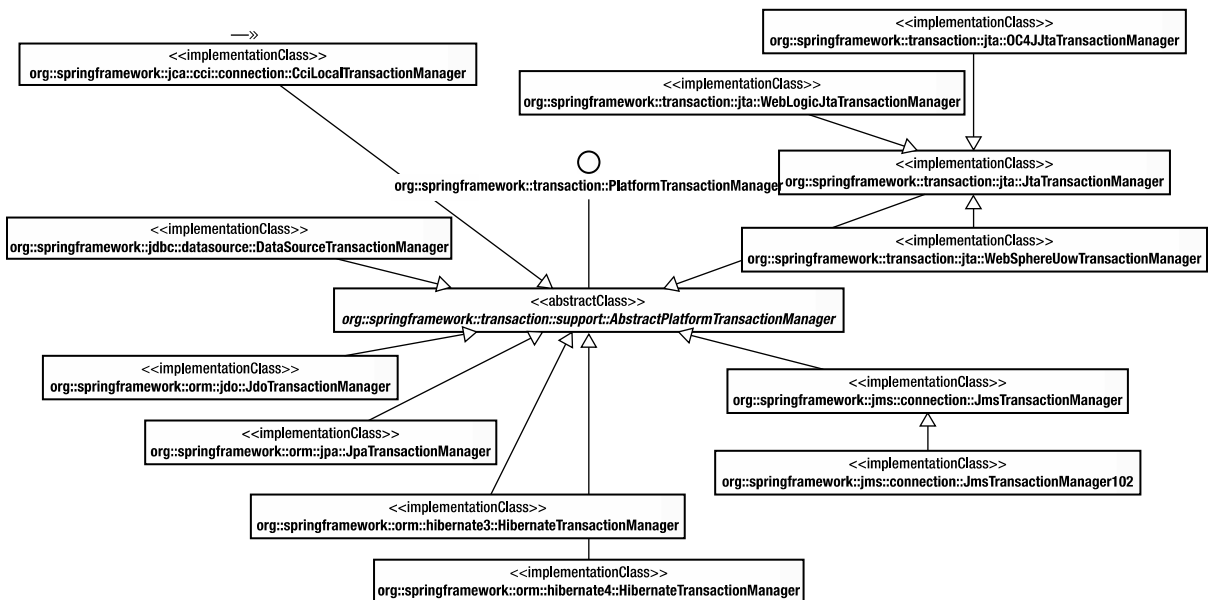 <<implementationClass>>
org::springframework::transaction::jta::OC4JJtaTransactionManager
<<implementationClass>>
org::springframework::jca::cci::connection::CciLocalTransactionManager
<<implementationClass>>
org::springframework::transaction::jta::WebLogicJtaTransactionManager
<<implementationClass>>
org::springframework::transaction::jta::JtaTransactionManager
org::springframework::transaction::PlatformTransactionManager
<<implementationClass>>
org::springframework::jdbc::datasource::DataSourceTransactionManager
<<implementationClass>>
org::springframework::transaction::jta::WebSphereUowTransactionManager
<<abstractClass>>
org::springframework::transaction::support::AbstractPlatformTransactionManager
<<implementationClass>>
org::springframework::orm::jdo::JdoTransactionManager
<<implementationClass>>
org::springframework::jms::connection::JmsTransactionManager
<<implementationClass>>
org::springframework::orm::jpa::JpaTransactionManager
<<implementationClass>>
org::springframework::jms::connection::JmsTransactionManager102
<<implementationClass>>
org::springframework::orm::hibernate3::HibernateTransactionManager
<<implementationClass>>
org::springframework::orm::hibernate4::HibernateTransactionManager